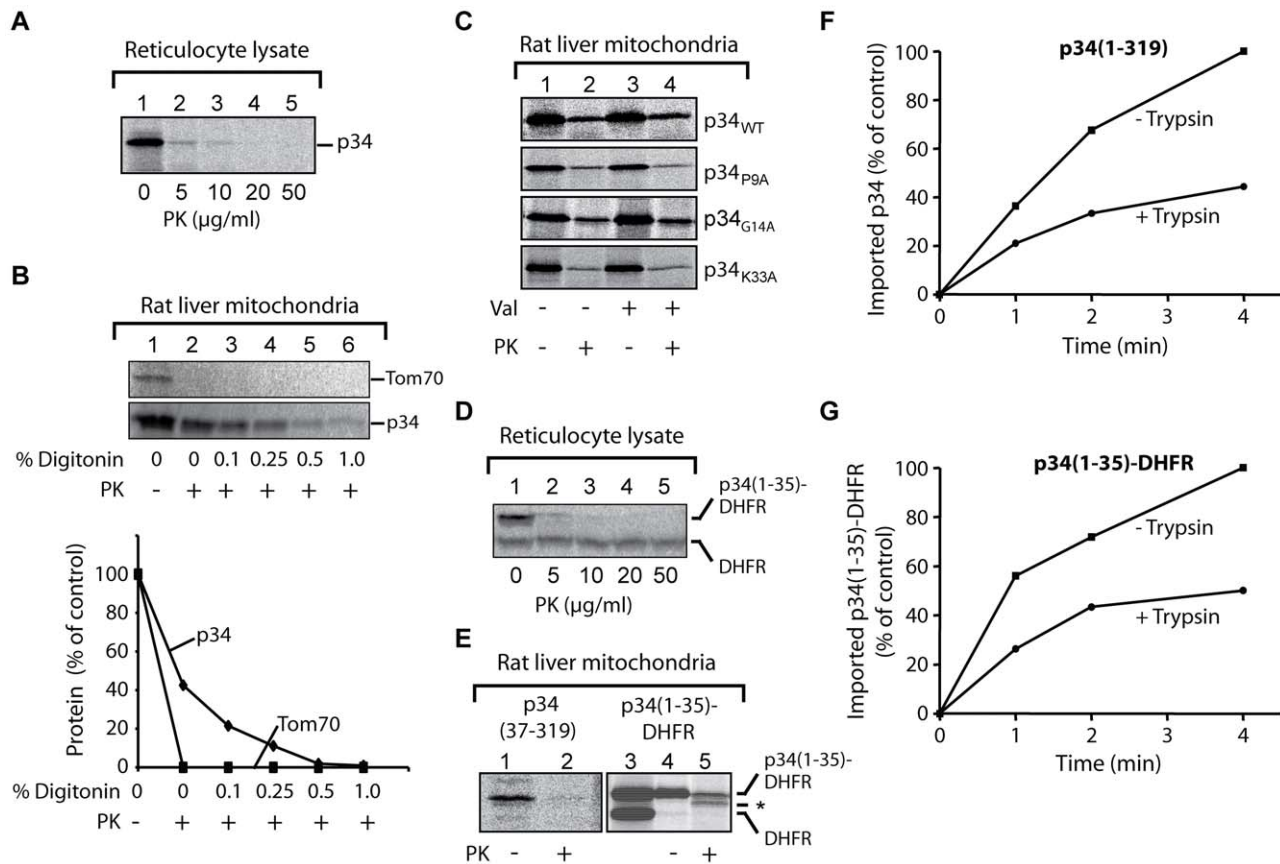 A
Reticulocyte lysate
1 2 3 4 5
p34
0 5 10 20 50
PK (µg/ml)
B
Rat liver mitochondria
1 2 3 4 5 6
Tom70
p34
% Digitonin 0 0 0.1 0.25 0.5 1.0
PK - + + + + +
Protein (% of control)
100
80
60
40
20
0
p34
Tom70
% Digitonin 0 0 0.1 0.25 0.5 1.0
PK - + + + + +
C
Rat liver mitochondria
1 2 3 4
p34WT
p34P9A
p34G14A
p34K33A
Val - - + +
PK - + - +
D
Reticulocyte lysate
1 2 3 4 5
p34(1-35)-
DHFR
DHFR
0 5 10 20 50
PK (µg/ml)
E
Rat liver mitochondria
p34
(37-319)
p34(1-35)-
DHFR
1 2 3 4 5
p34(1-35)-
DHFR
*
DHFR
PK - + - +
F
p34(1-319)
Imported p34 (% of control)
100
80
60
40
20
0
- Trypsin
+ Trypsin
0 1 2 3 4
Time (min)
G
p34(1-35)-DHFR
Imported p34(1-35)-DHFR
(% of control)
100
80
60
40
20
0
- Trypsin
+ Trypsin
0 1 2 3 4
Time (min)